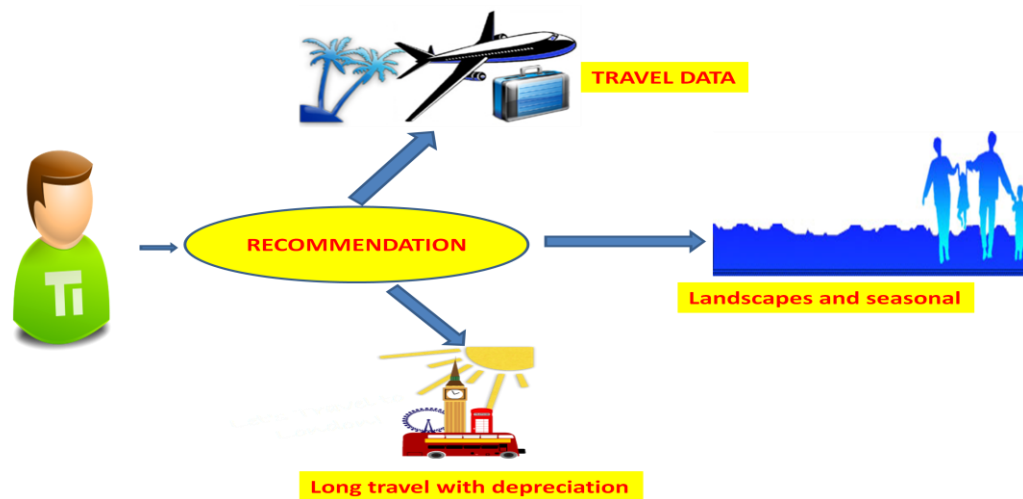 TRAVEL DATA
RECOMMENDATION
Ti
Landscapes and seasonal
Long travel with depreciation